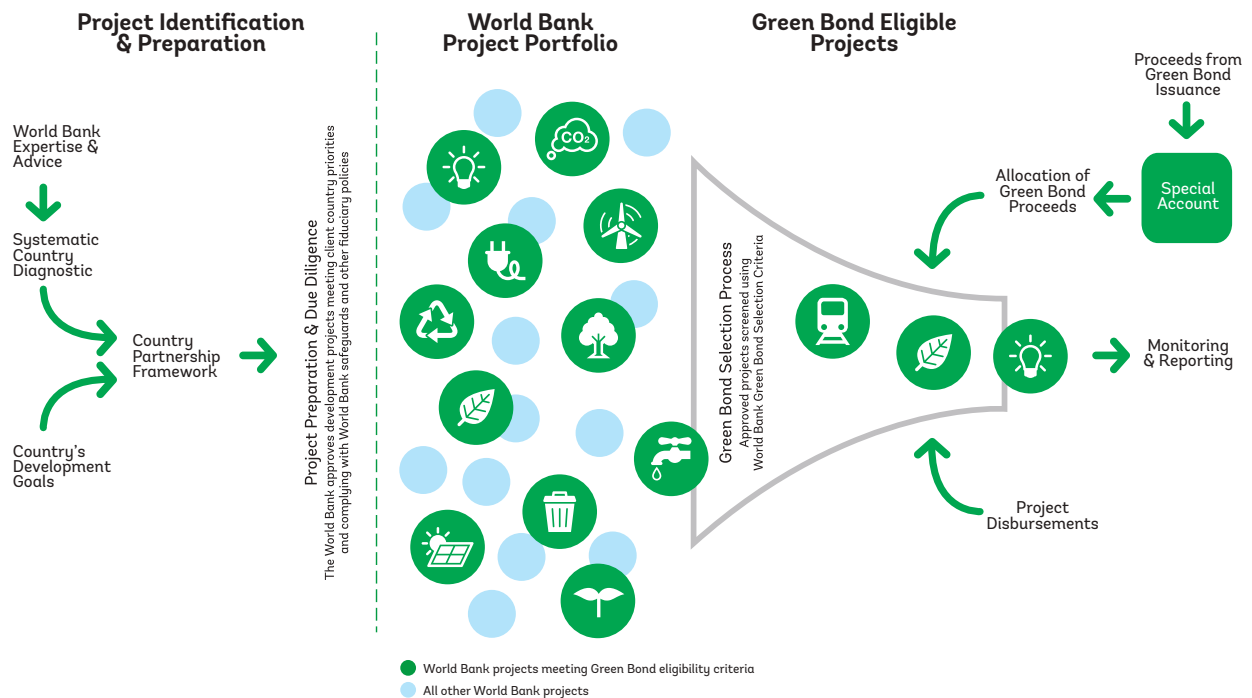 Project Identification
& Preparation
World Bank
Project Portfolio
Green Bond Eligible
Projects
World Bank
Expertise &
Advice
Systematic
Country
Diagnostic
Country
Partnership
Framework
Country's
Development
Goals
Project Preparation & Due Diligence
The World Bank approves development projects meeting client country priorities
and complying with World Bank safeguards and other fiduciary policies
CO₂
Green Bond Selection Process
Approved projects screened using
World Bank Green Bond Selection Criteria
Proceeds from
Green Bond
Issuance
Special
Account
Allocation of
Green Bond
Proceeds
Monitoring
& Reporting
Project
Disbursements
World Bank projects meeting Green Bond eligibility criteria
All other World Bank projects